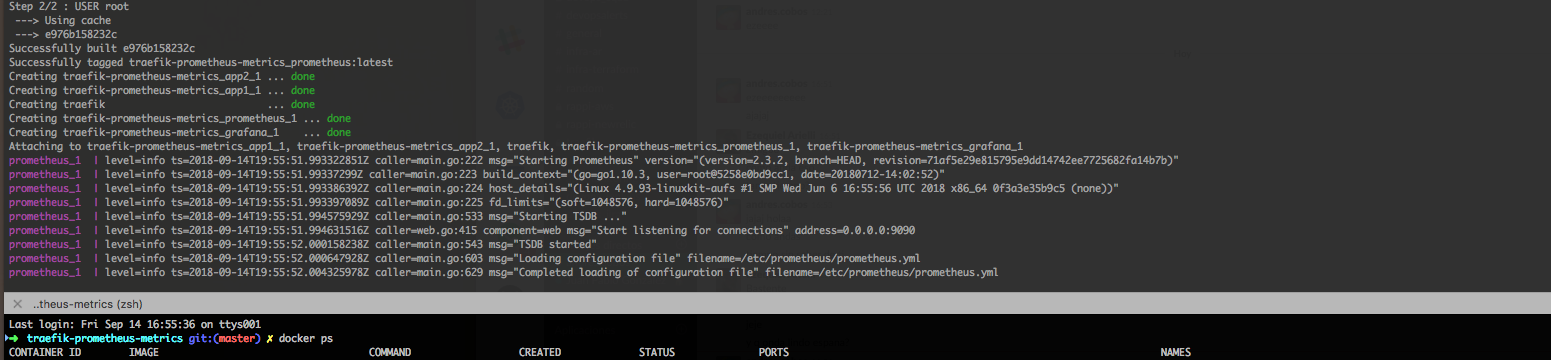 Step 2/2 : USER root
 ---> Using cache
 ---> e976b158232c
Successfully built e976b158232c
Successfully tagged traefik-prometheus-metrics_prometheus:latest
Creating traefik-prometheus-metrics_app2_1 ... done
Creating traefik-prometheus-metrics_app1_1 ... done
Creating traefik                           ... done
Creating traefik-prometheus-metrics_prometheus_1 ... done
Creating traefik-prometheus-metrics_grafana_1    ... done
Attaching to traefik-prometheus-metrics_app1_1, traefik-prometheus-metrics_app2_1, traefik, traefik-prometheus-metrics_prometheus_1, traefik-prometheus-metrics_grafana_1
prometheus_1  | level=info ts=2018-09-14T19:55:51.993322851Z caller=main.go:222 msg="Starting Prometheus" version="(version=2.3.2, branch=HEAD, revision=71af5e29e815795e9dd14742ee7725682fa14b7b)"
prometheus_1  | level=info ts=2018-09-14T19:55:51.99337299Z caller=main.go:223 build_context="(go=go1.10.3, user=root@5258e0bd9cc1, date=20180712-14:02:52)"
prometheus_1  | level=info ts=2018-09-14T19:55:51.993386392Z caller=main.go:224 host_details="(Linux 4.9.93-linuxkit-aufs #1 SMP Wed Jun 6 16:55:56 UTC 2018 x86_64 0f3a3e35b9c5 (none))"
prometheus_1  | level=info ts=2018-09-14T19:55:51.993397089Z caller=main.go:225 fd_limits="(soft=1048576, hard=1048576)"
prometheus_1  | level=info ts=2018-09-14T19:55:51.994575929Z caller=main.go:533 msg="Starting TSDB ..."
prometheus_1  | level=info ts=2018-09-14T19:55:51.994631516Z caller=web.go:415 component=web msg="Start listening for connections" address=0.0.0.0:9090
prometheus_1  | level=info ts=2018-09-14T19:55:52.000158238Z caller=main.go:543 msg="TSDB started"
prometheus_1  | level=info ts=2018-09-14T19:55:52.000647928Z caller=main.go:603 msg="Loading configuration file" filename=/etc/prometheus/prometheus.yml
prometheus_1  | level=info ts=2018-09-14T19:55:52.004325978Z caller=main.go:629 msg="Completed loading of configuration file" filename=/etc/prometheus/prometheus.yml
..theus-metrics (zsh)
Last login: Fri Sep 14 16:55:36 on ttys001
➜  traefik-prometheus-metrics git:(master) ✗ docker ps
CONTAINER ID        IMAGE                               COMMAND                  CREATED             STATUS              PORTS                                                        NAMES